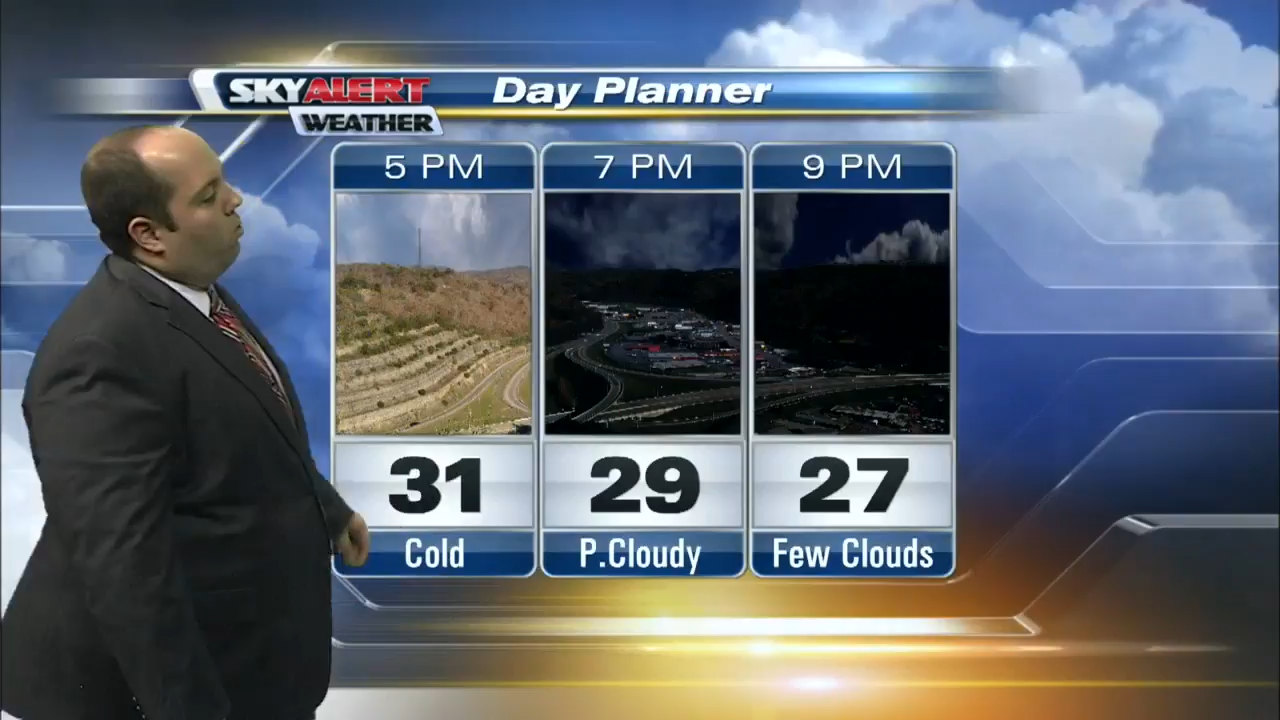 SKYALERT
WEATHER
Day Planner
5 PM
7 PM
9 PM
31
29
27
Cold
P.Cloudy
Few Clouds